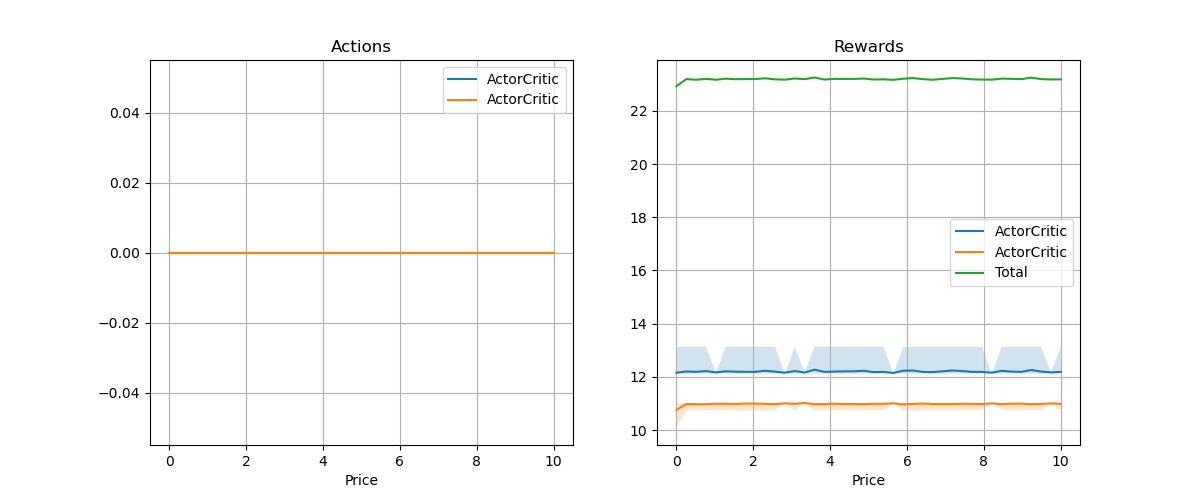 Actions
ActorCritic
ActorCritic
0.04
0.02
0.00
−0.02
−0.04
0 2 4 6 8 10
Price
Rewards
ActorCritic
ActorCritic
Total
22
20
18
16
14
12
10
0 2 4 6 8 10
Price